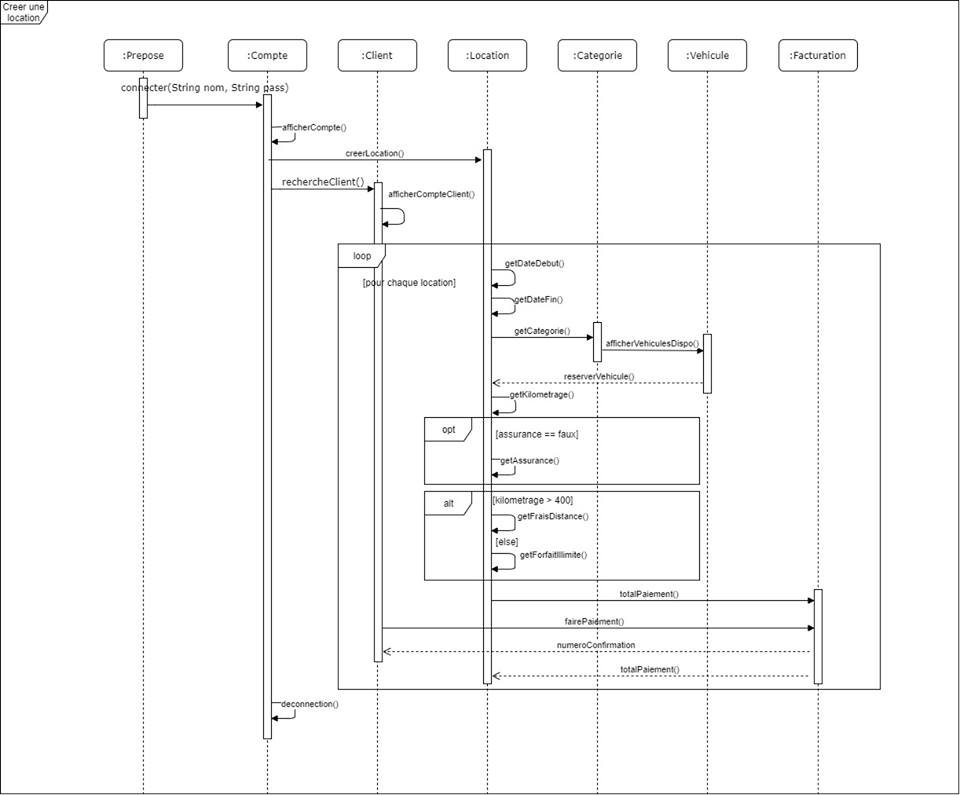 Creer une
location
:Prepose
:Compte
:Client
:Location
:Categorie
:Vehicule
:Facturation
connecter(String nom, String pass)
afficherCompte()
creerLocation()
rechercheClient()
afficherCompteClient()
loop
[pour chaque location]
getDateDebut()
getDateFin()
getCategorie()
afficherVehiculesDispo()
reserverVehicule()
getKilometrage()
opt
[assurance == faux]
getAssurance()
alt
[kilometrage > 400]
getFraisDistance()
[else]
getForfaitIllimite()
totalPaiement()
fairePaiement()
numeroConfirmation
totalPaiement()
deconnection()